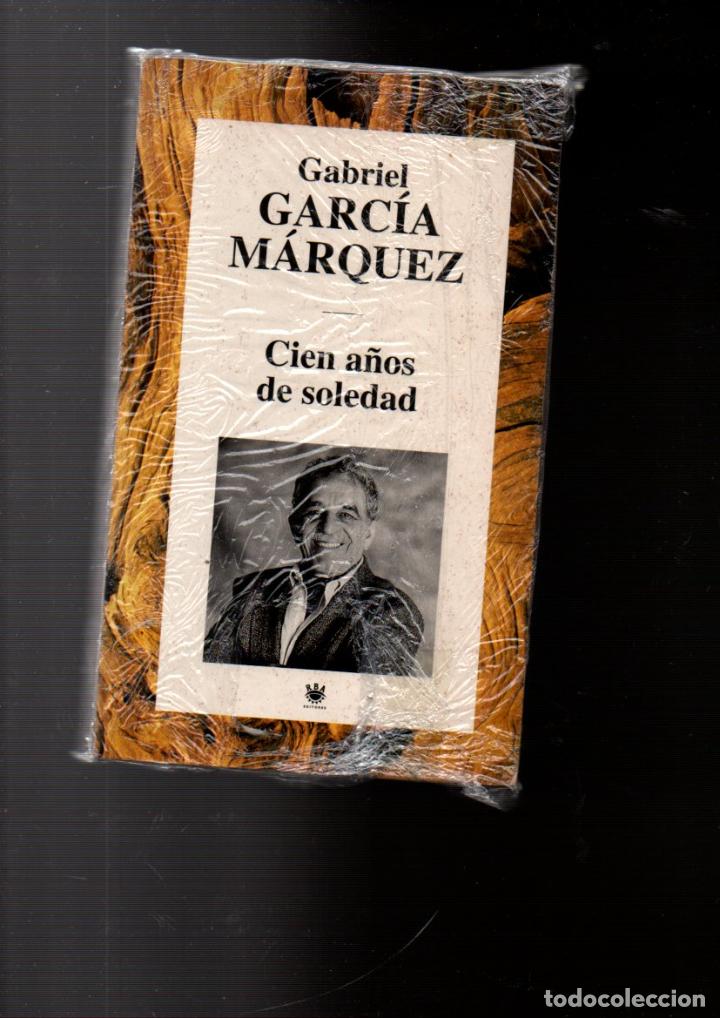 Gabriel
GARCÍA
MÁRQUEZ
Cien años
de soledad
RBA
EDITORES
todocoleccion